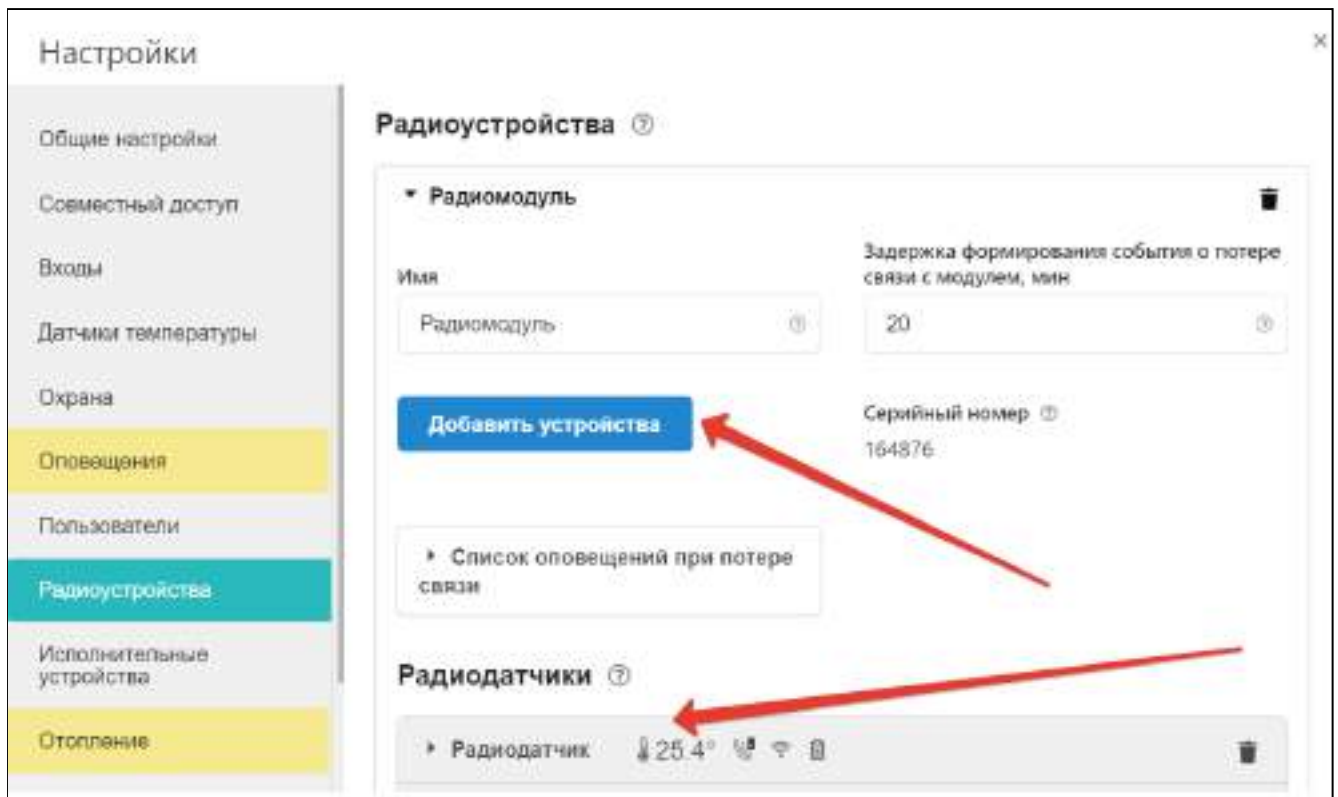 Настройки
Общие настройки
Совместный доступ
Входы
Датчики температуры
Охрана
Оповещения
Пользователи
Радиоустройства
Исполнительные
устройства
Отопление
Радиоустройства
Радиомодуль
Имя
Радиомодуль
Задержка формирования события о потере
связи с модулем, мин
20
Добавить устройства
Серийный номер
164876
Список оповещений при потере
связи
Радиодатчики
Радиодатчик 25.4°